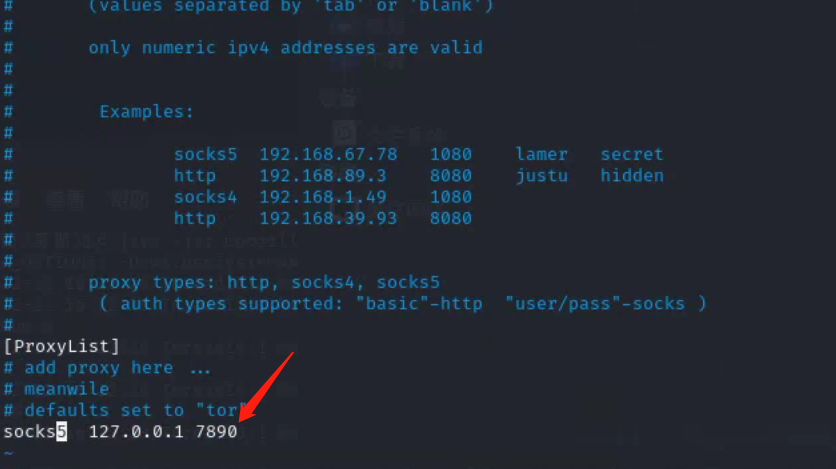 # (values separated by 'tab' or 'blank')
#
# only numeric ipv4 addresses are valid
#
#
# Examples:
#
# socks5 192.168.67.78 1080 lamer secret
# http 192.168.89.3 8080 justu hidden
# socks4 192.168.1.49 1080
# http 192.168.39.93 8080
#
# proxy types: http, socks4, socks5
# ( auth types supported: "basic"-http "user/pass"-socks )
#
[ProxyList]
# add proxy here ...
# meanwile
# defaults set to "tor"
socks5 127.0.0.1 7890
~